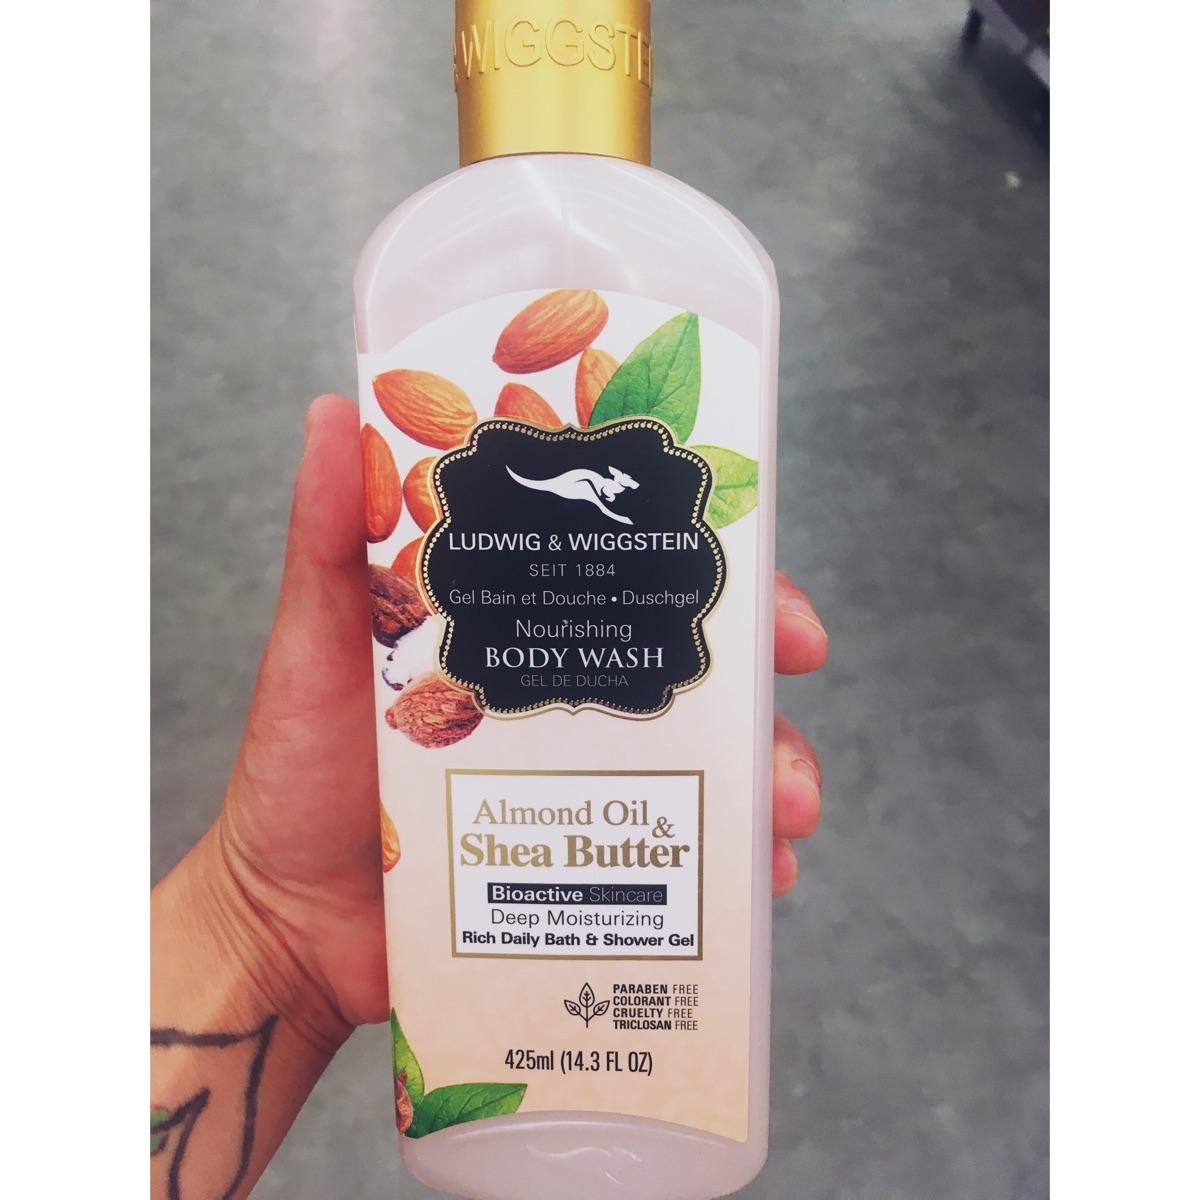 & WIGGSTEIN
LUDWIG & WIGGSTEIN
SEIT 1884
Gel Bain et Douche • Duschgel
Nourishing
BODY WASH
GEL DE DUCHA
Almond Oil &
Shea Butter
Bioactive Skincare
Deep Moisturizing
Rich Daily Bath & Shower Gel
PARABEN FREE
COLORANT FREE
CRUELTY FREE
TRICLOSAN FREE
425ml (14.3 FL OZ)